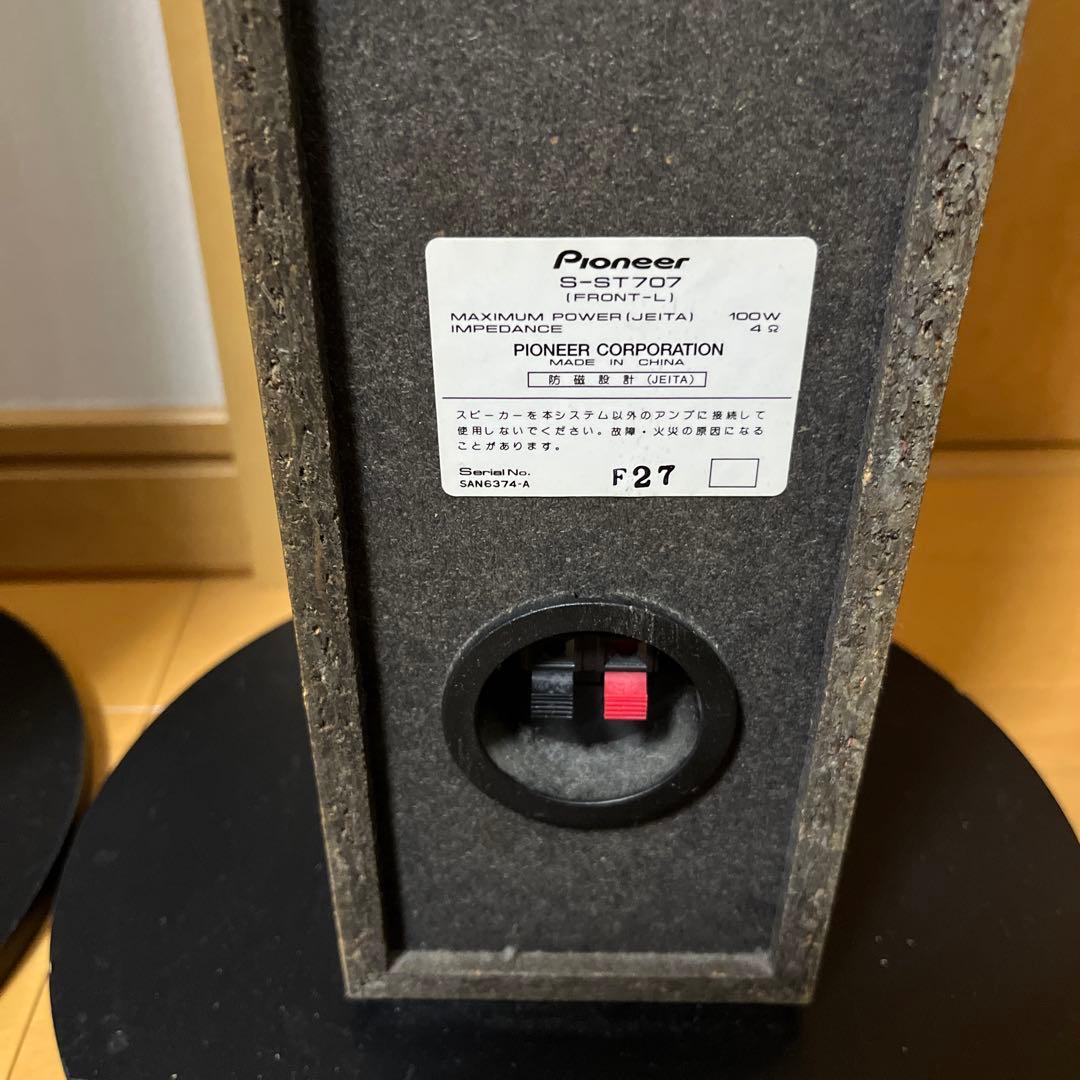 Pioneer
S-ST707
(FRONT-L)
MAXIMUM POWER(JEITA) 100W
IMPEDANCE 4Ω
PIONEER CORPORATION
MADE IN CHINA
防磁設計(JEITA)
スピーカーを本システム以外のアンプに接続して
使用しないでください。故障・火災の原因になる
ことがあります。
Serial No.
SAN6374-A
F27